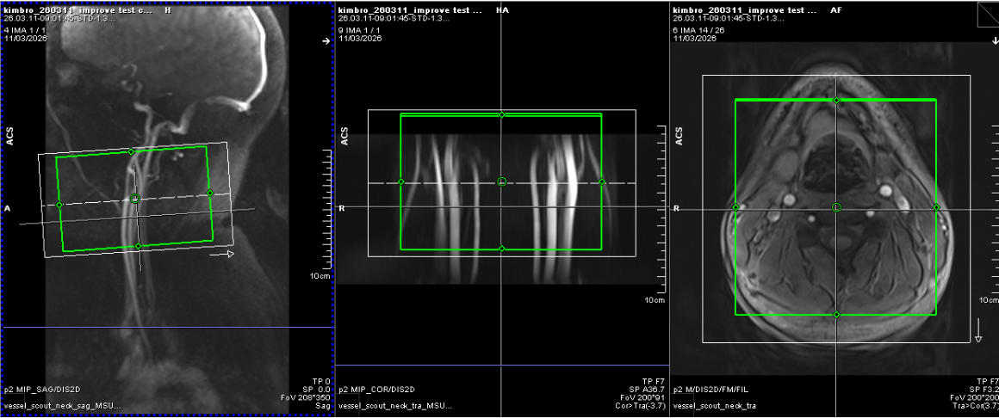 kimbro_260311_improve test c... H
26.03.11-09:01:45-STD-1.3...
4 IMA 1 / 1
11/03/2026
ACS
A
10cm
TP 0
p2 MIP_SAG/DIS2D
SP 0.0
FoV 208*350
vessel_scout_neck_sag_MSU...
Sag
kimbro_260311_improve test ... HA
26.03.11-09:01:45-STD-1.3...
9 IMA 1 / 1
11/03/2026
ACS
R
10cm
TP F7
p2 MIP_COR/DIS2D
SP A36.7
FoV 200*91
vessel_scout_neck_tra_MSU...
Cor>Tra(-3.7)
kimbro_260311_improve test ... AF
26.03.11-09:01:45-STD-1.3...
6 IMA 14 / 26
11/03/2026
ACS
R
10cm
TP F7
p2 M/DIS2D/FM/FIL
SP F3.2
FoV 200*200
vessel_scout_neck_tra
Tra>Cor(3.7)